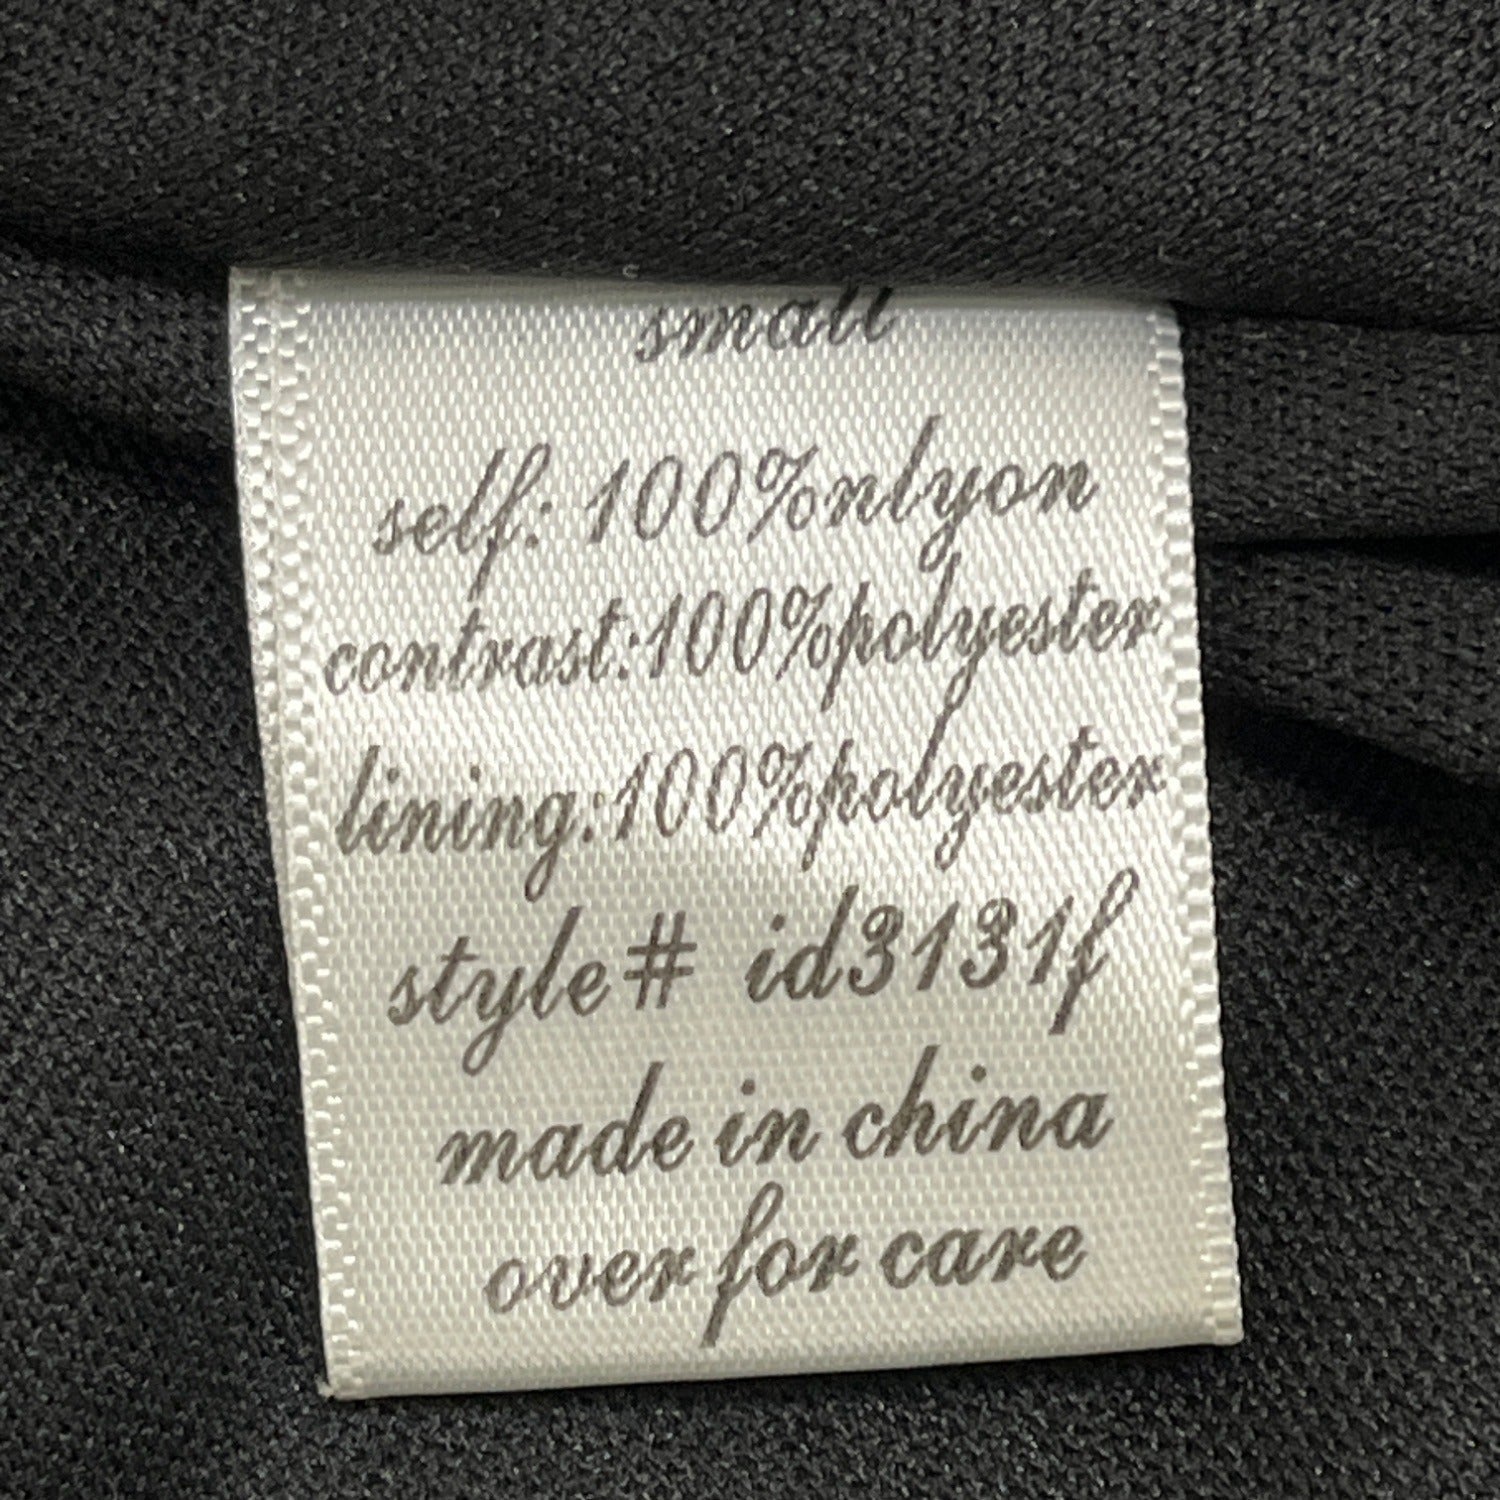 small
self: 100%nlyon
contrast:100%polyester
lining:100%polyester
style# id3131f
made in china
over for care